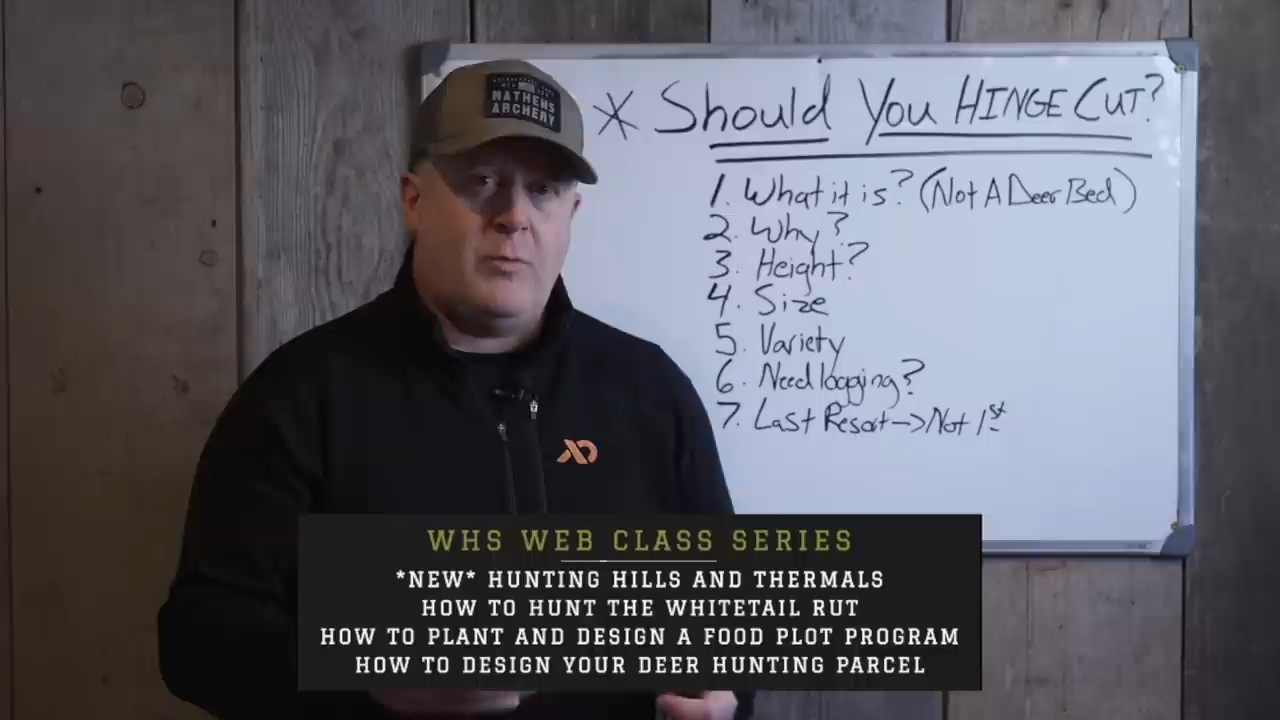 MATHEWS
ARCHERY
* Should You HINGE CUT?
1. What it is? (Not A Deer Bed)
2. Why?
3. Height?
4. Size
5. Variety
6. Need logging?
7. Last Resort -> Not 1st
WHS WEB CLASS SERIES
*NEW* HUNTING HILLS AND THERMALS
HOW TO HUNT THE WHITETAIL RUT
HOW TO PLANT AND DESIGN A FOOD PLOT PROGRAM
HOW TO DESIGN YOUR DEER HUNTING PARCEL